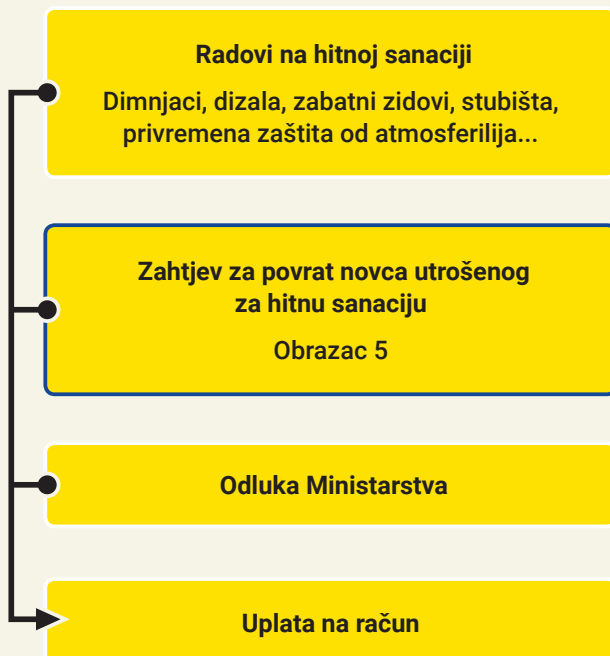 Radovi na hitnoj sanaciji
Dimnjaci, dizala, zabatni zidovi, stubišta,
privremena zaštita od atmosferilija...
Zahtjev za povrat novca utrošenog
za hitnu sanaciju
Obrazac 5
Odluka Ministarstva
Uplata na račun